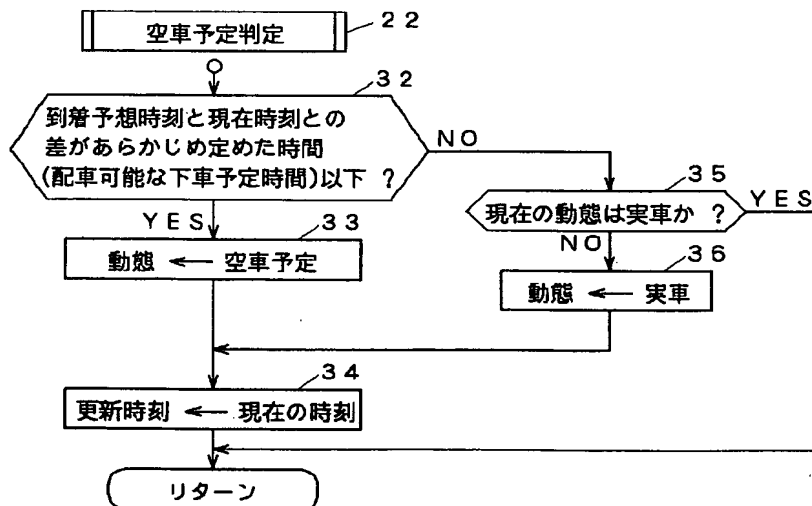 空車予定判定
22
32
到着予想時刻と現在時刻との
差があらかじめ定めた時間
(配車可能な下車予定時間)以下 ?
NO
35
現在の動態は実車か ?
YES
YES
33
動態 ← 空車予定
NO
36
動態 ← 実車
34
更新時刻 ← 現在の時刻
リターン